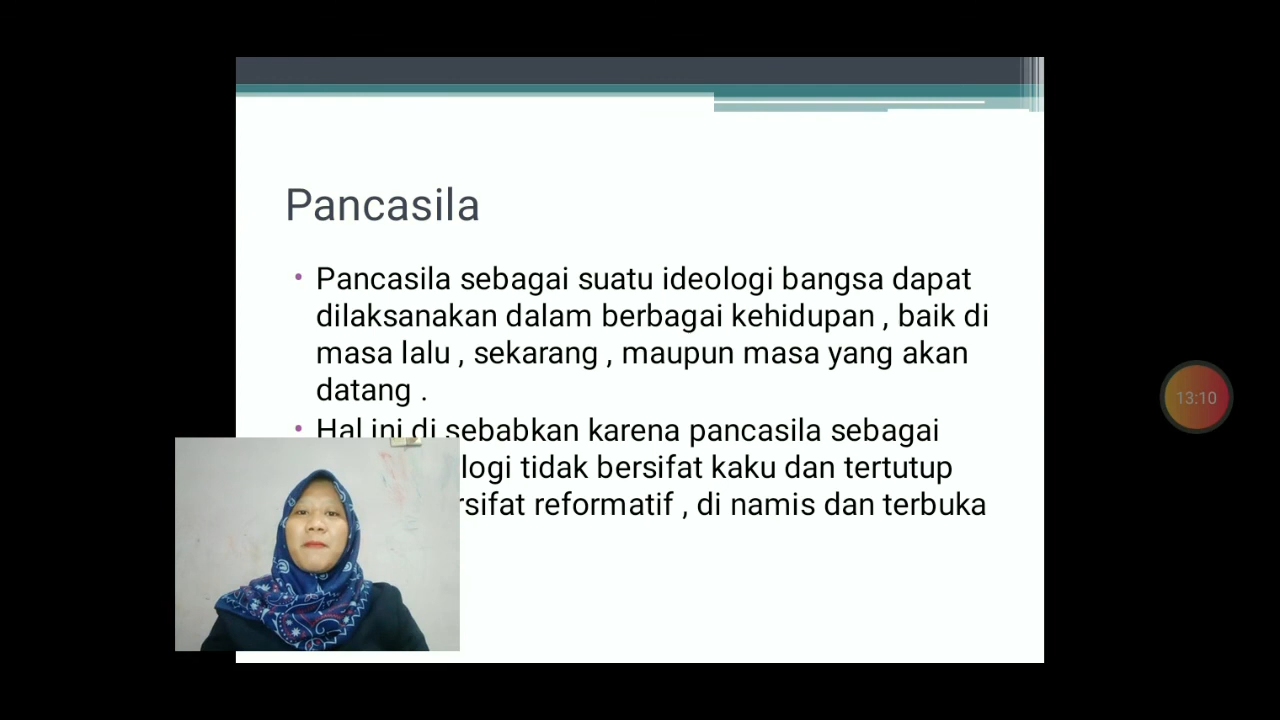 Pancasila
• Pancasila sebagai suatu ideologi bangsa dapat
dilaksanakan dalam berbagai kehidupan , baik di
masa lalu , sekarang , maupun masa yang akan
datang .
• Hal ini di sebabkan karena pancasila sebagai
tidak bersifat kaku dan tertutup
reformatif , di namis dan terbuka
13:10